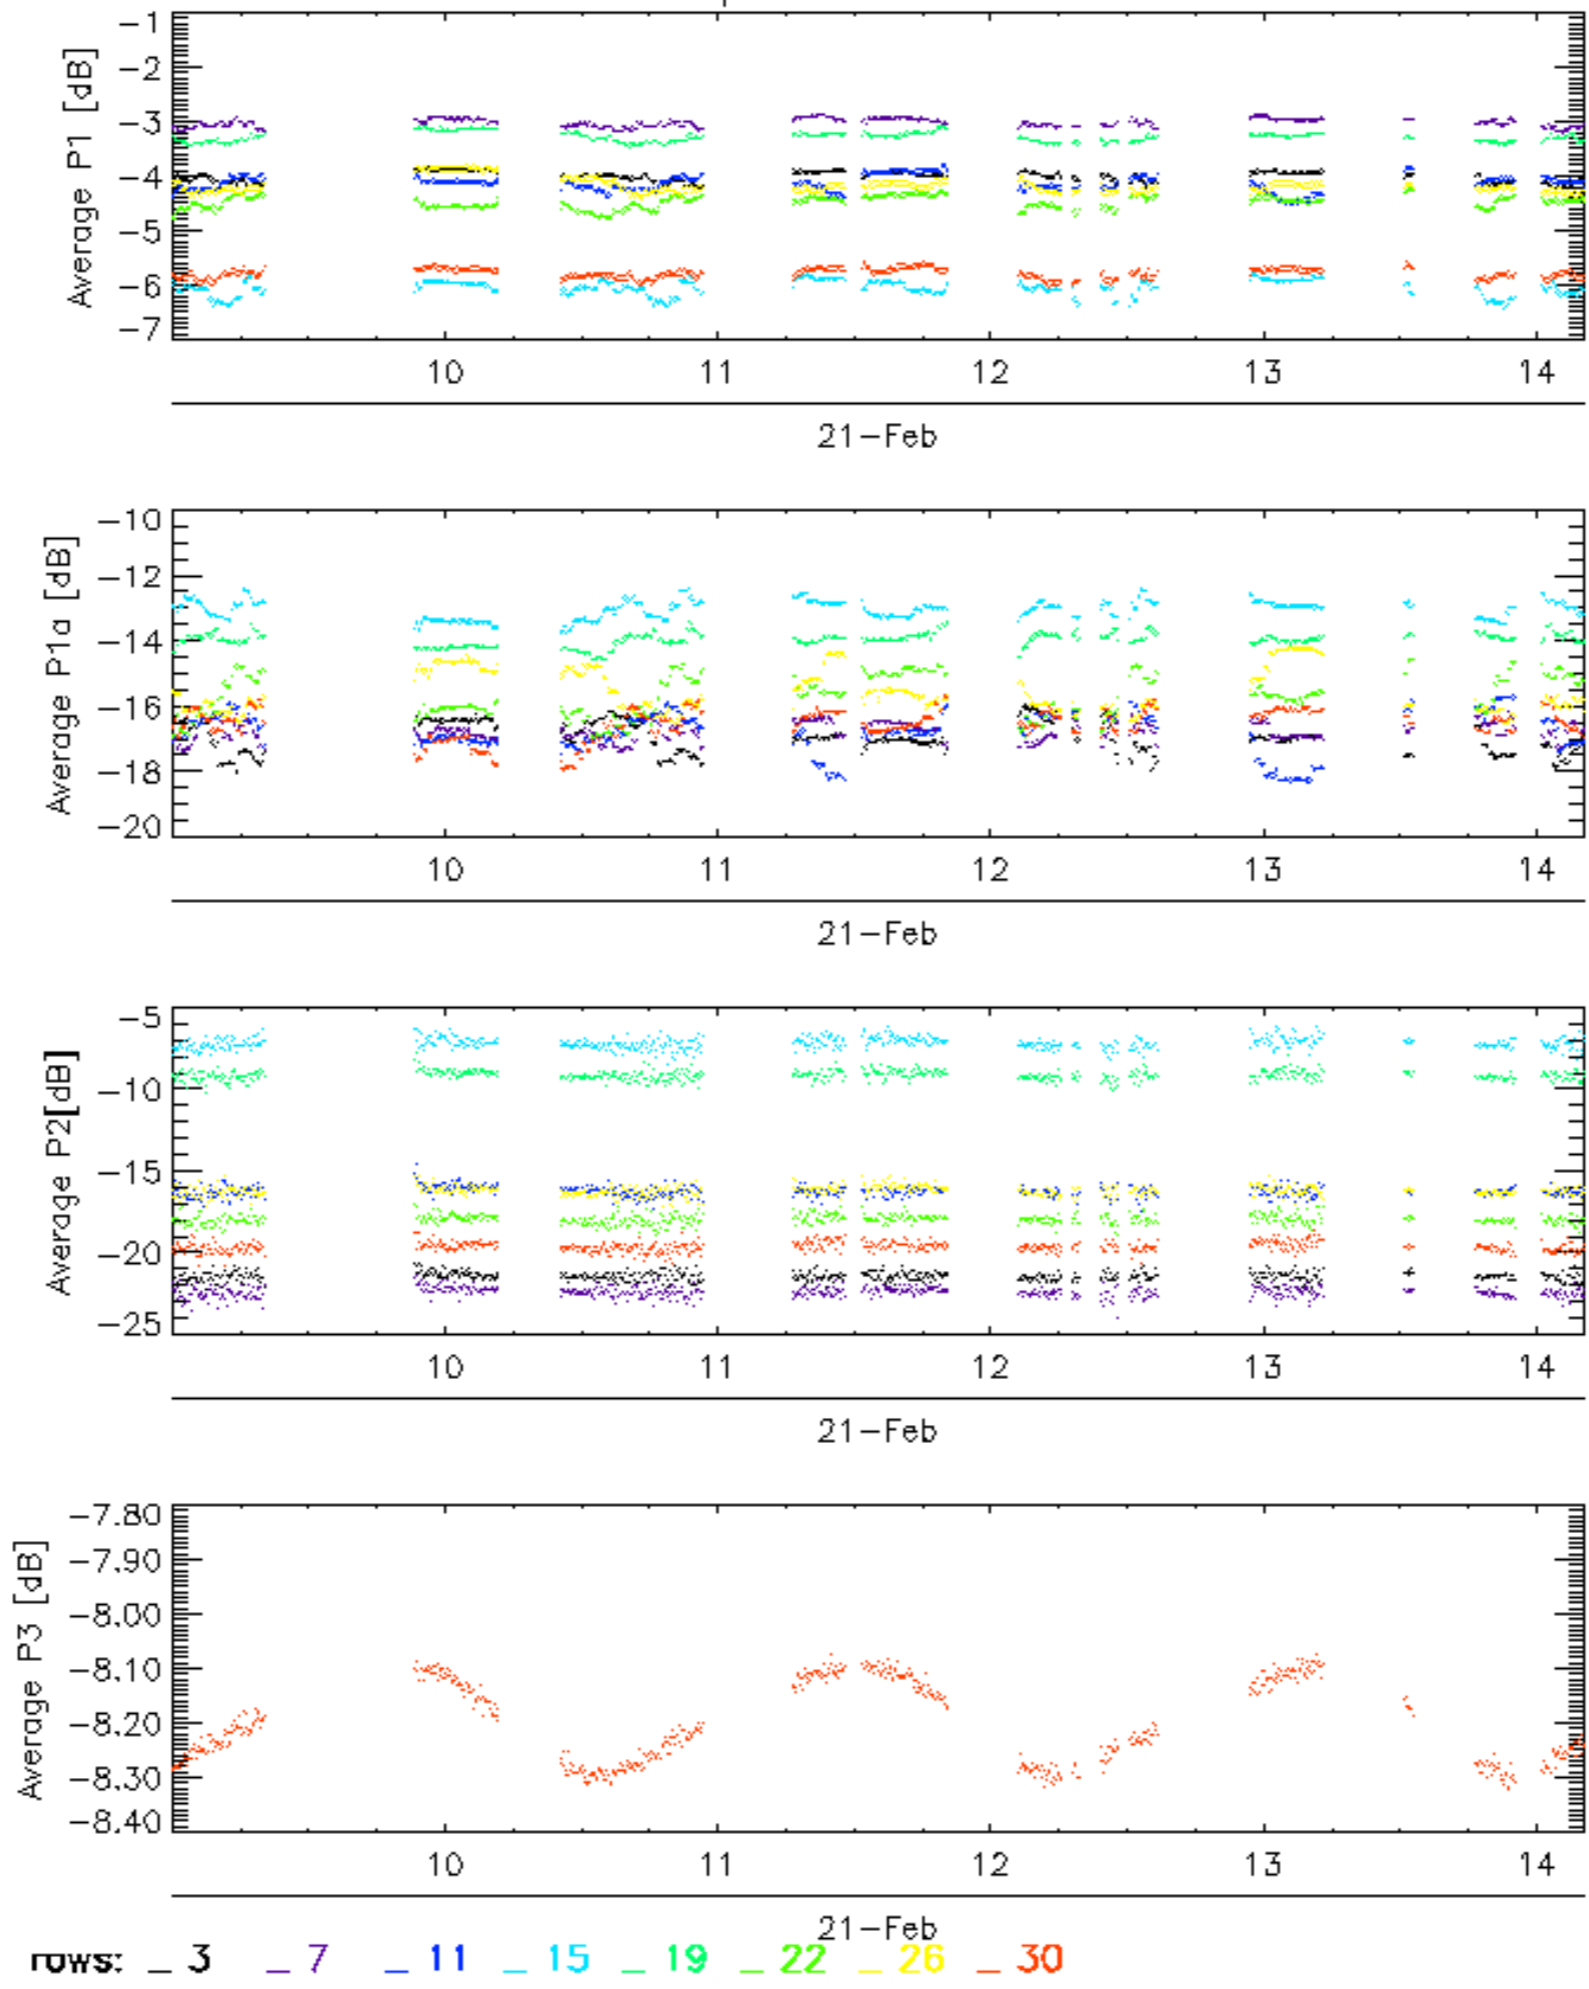 Average P1 [dB]
-1
-2
-3
-4
-5
-6
-7
10 11 12 13 14
21-Feb
Average P1a [dB]
-10
-12
-14
-16
-18
-20
10 11 12 13 14
21-Feb
Average P2[dB]
-5
-10
-15
-20
-25
10 11 12 13 14
21-Feb
Average P3 [dB]
-7.80
-7.90
-8.00
-8.10
-8.20
-8.30
-8.40
10 11 12 13 14
21-Feb
rows: _ 3 _ 7 _ 11 _ 15 _ 19 _ 22 _ 26 _ 30